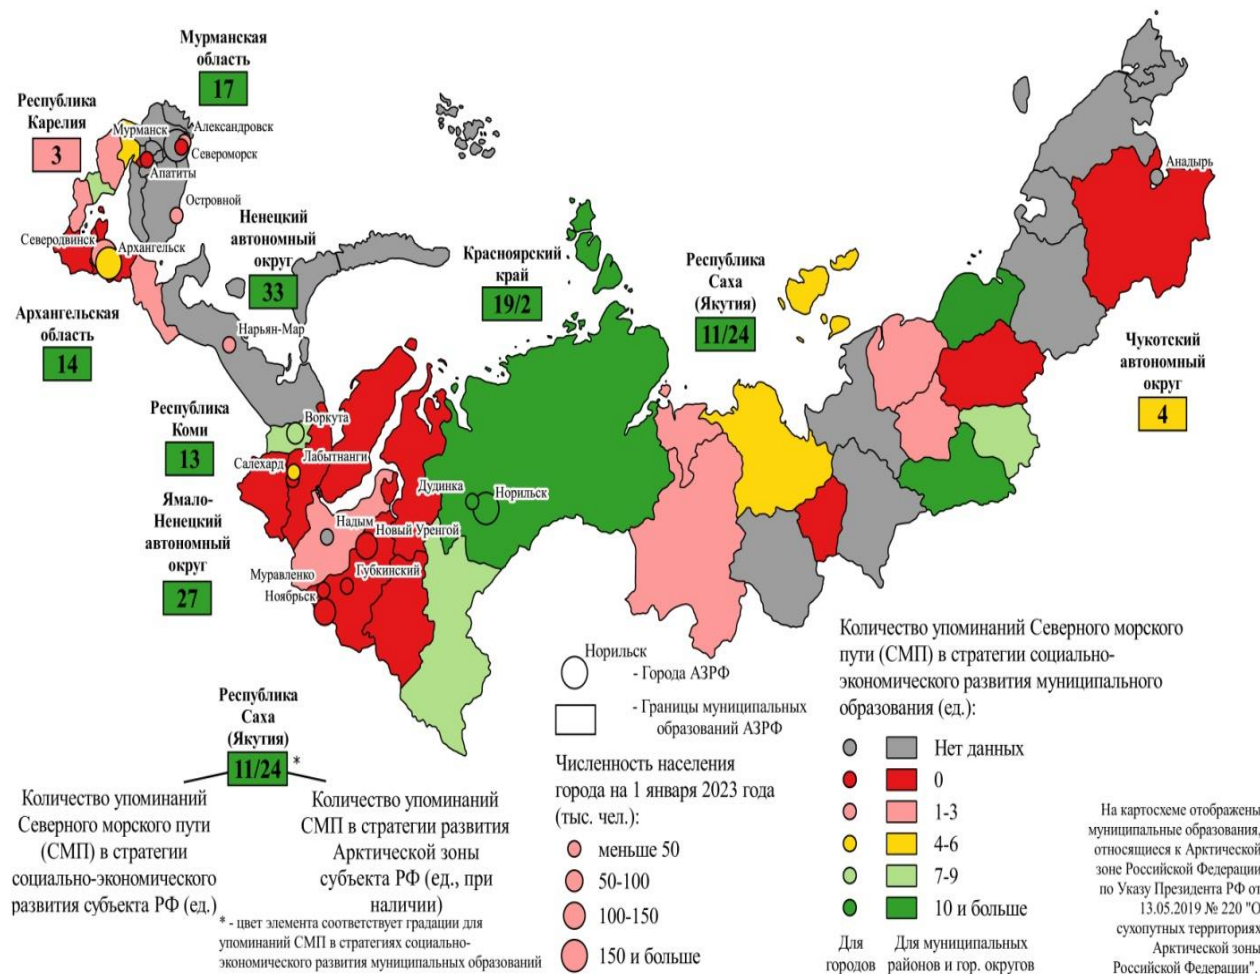 Мурманская
область
17
Республика
Карелия
3
Мурманск
Александровск
Североморск
Апатиты
Островной
Ненецкий
автономный
округ
33
Северодвинск
Архангельск
Архангельская
область
14
Нарьян-Мар
Красноярский
край
19/2
Республика
Саха
(Якутия)
11/24
Анадырь
Чукотский
автономный
округ
4
Республика
Коми
13
Воркута
Салехард
Лабытнанги
Ямало-
Ненецкий
автономный
округ
27
Надым
Новый Уренгой
Муравленко
Губкинский
Ноябрьск
Дудинка
Норильск
Республика
Саха
(Якутия)
11/24 *
Количество упоминаний
Северного морского пути
(СМП) в стратегии
социально-экономического
развития субъекта РФ (ед.)
Количество упоминаний
СМП в стратегии развития
Арктической зоны
субъекта РФ (ед., при
наличии)
* - цвет элемента соответствует градации для
упоминаний СМП в стратегиях социально-
экономического развития муниципальных образований
Норильск
- Города АЗРФ
- Границы муниципальных
образований АЗРФ
Численность населения
города на 1 января 2023 года
(тыс. чел.):
меньше 50
50-100
100-150
150 и больше
Количество упоминаний Северного морского
пути (СМП) в стратегии социально-
экономического развития муниципального
образования (ед.):
Нет данных
0
1-3
4-6
7-9
10 и больше
Для
городов
Для муниципальных
районов и гор. округов
На картосхеме отображены
муниципальные образования,
относящиеся к Арктической
зоне Российской Федерации
по Указу Президента РФ от
13.05.2019 № 220 "О
сухопутных территориях
Арктической зоны
Российской Федерации".